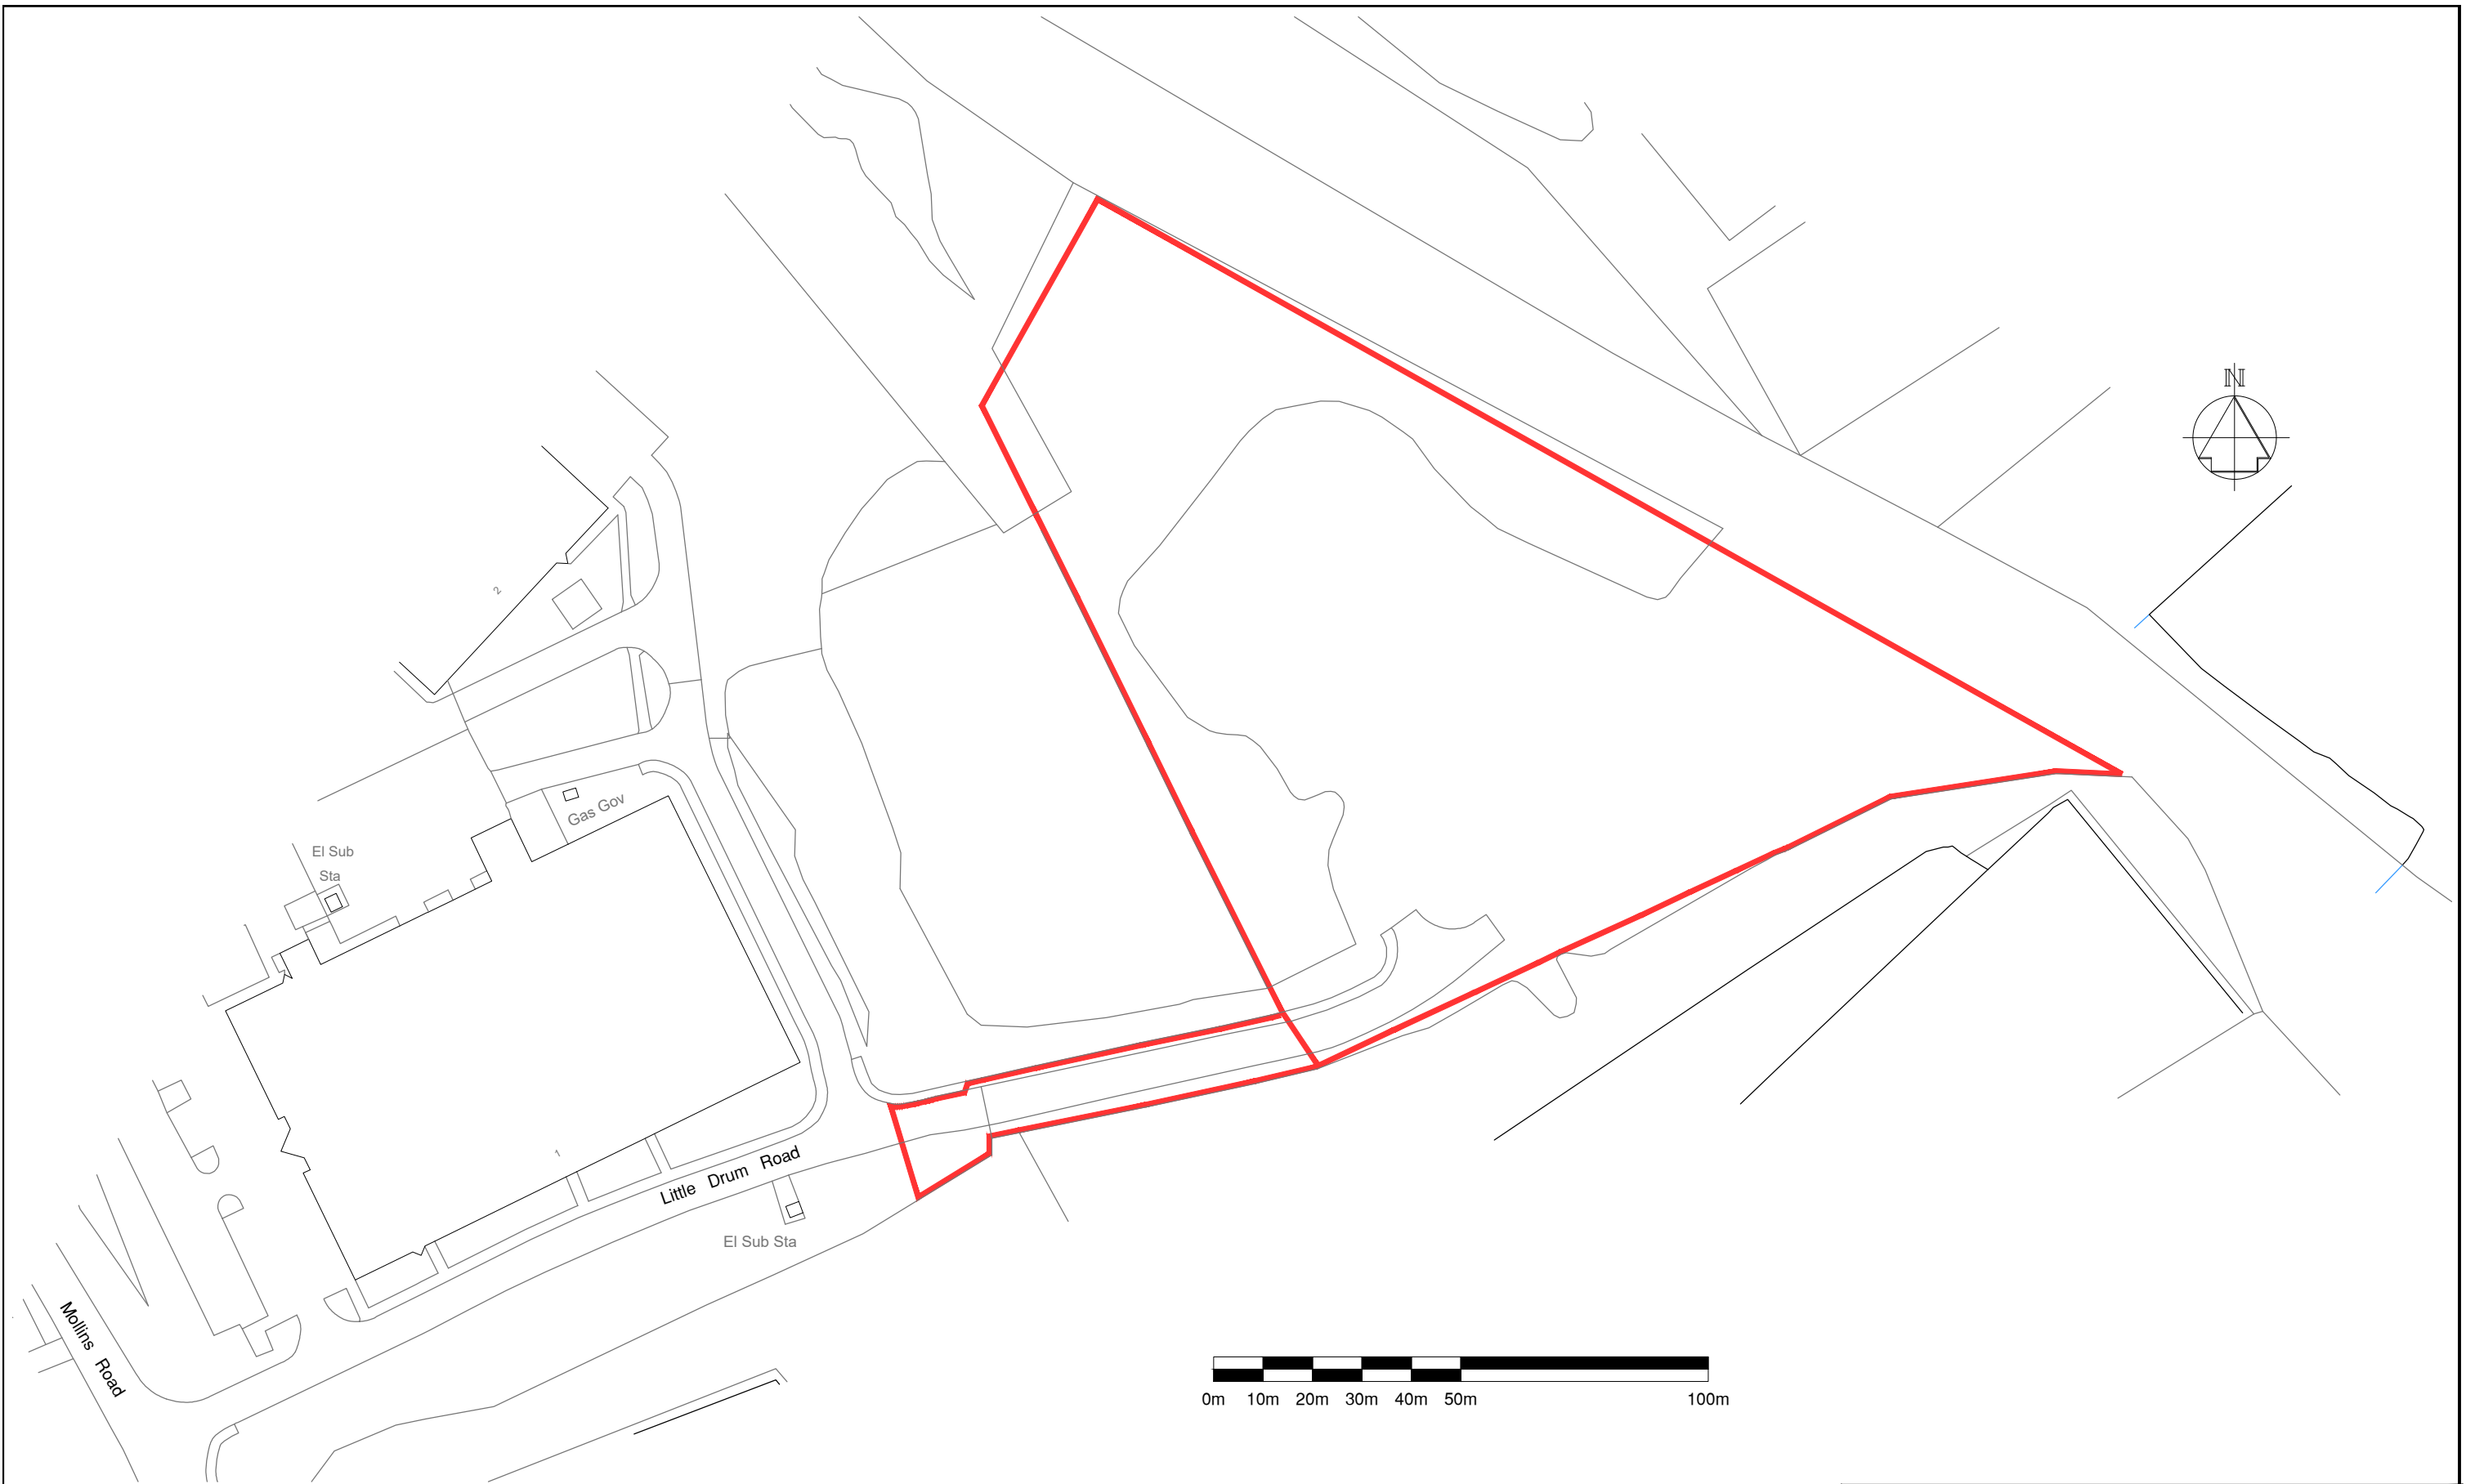 N
2
Gas Gov
El Sub
Sta
1
Little Drum Road
El Sub Sta
Mollins Road
0m 10m 20m 30m 40m 50m 100m